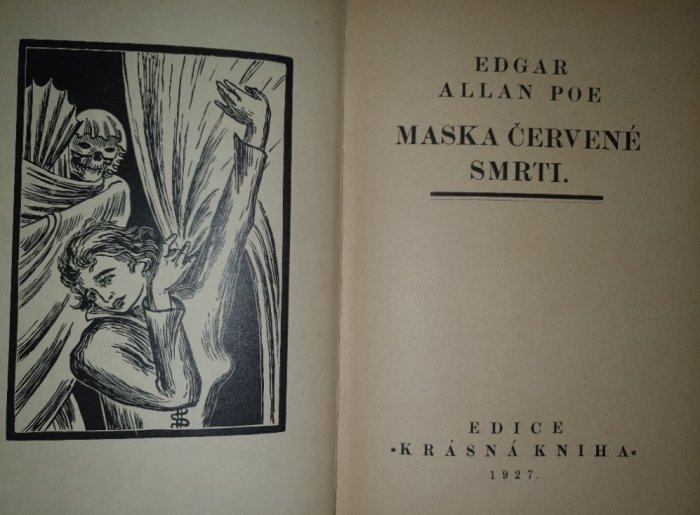 EDGAR
ALLAN POE
MASKA ČERVENÉ
SMRTI.
EDICE
»KRÁSNÁ KNIHA«
1927.